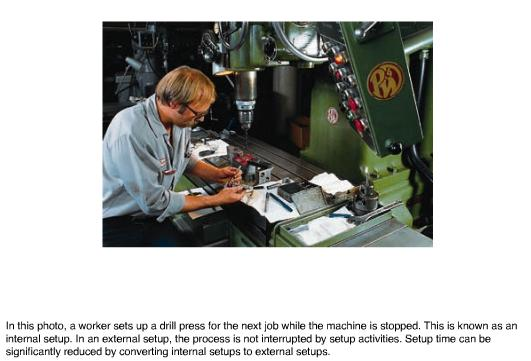 P&W
In this photo, a worker sets up a drill press for the next job while the machine is stopped. This is known as an
internal setup. In an external setup, the process is not interrupted by setup activities. Setup time can be
significantly reduced by converting internal setups to external setups.